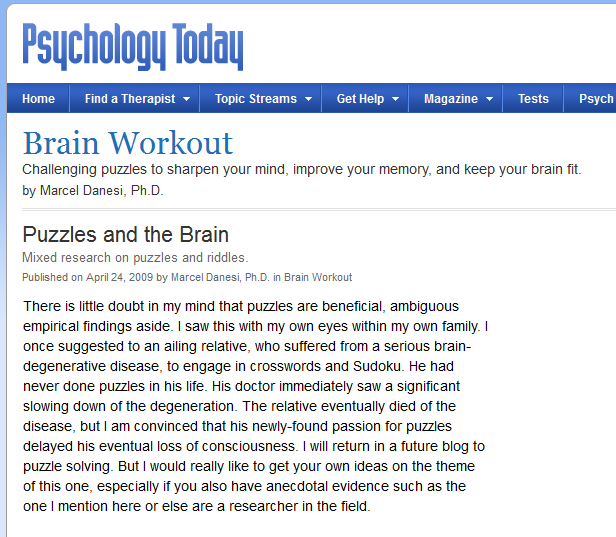 Psychology Today
Home Find a Therapist Topic Streams Get Help Magazine Tests Psych
Brain Workout
Challenging puzzles to sharpen your mind, improve your memory, and keep your brain fit.
by Marcel Danesi, Ph.D.
Puzzles and the Brain
Mixed research on puzzles and riddles.
Published on April 24, 2009 by Marcel Danesi, Ph.D. in Brain Workout
There is little doubt in my mind that puzzles are beneficial, ambiguous
empirical findings aside. I saw this with my own eyes within my own family. I
once suggested to an ailing relative, who suffered from a serious brain-
degenerative disease, to engage in crosswords and Sudoku. He had
never done puzzles in his life. His doctor immediately saw a significant
slowing down of the degeneration. The relative eventually died of the
disease, but I am convinced that his newly-found passion for puzzles
delayed his eventual loss of consciousness. I will return in a future blog to
puzzle solving. But I would really like to get your own ideas on the theme
of this one, especially if you also have anecdotal evidence such as the
one I mention here or else are a researcher in the field.